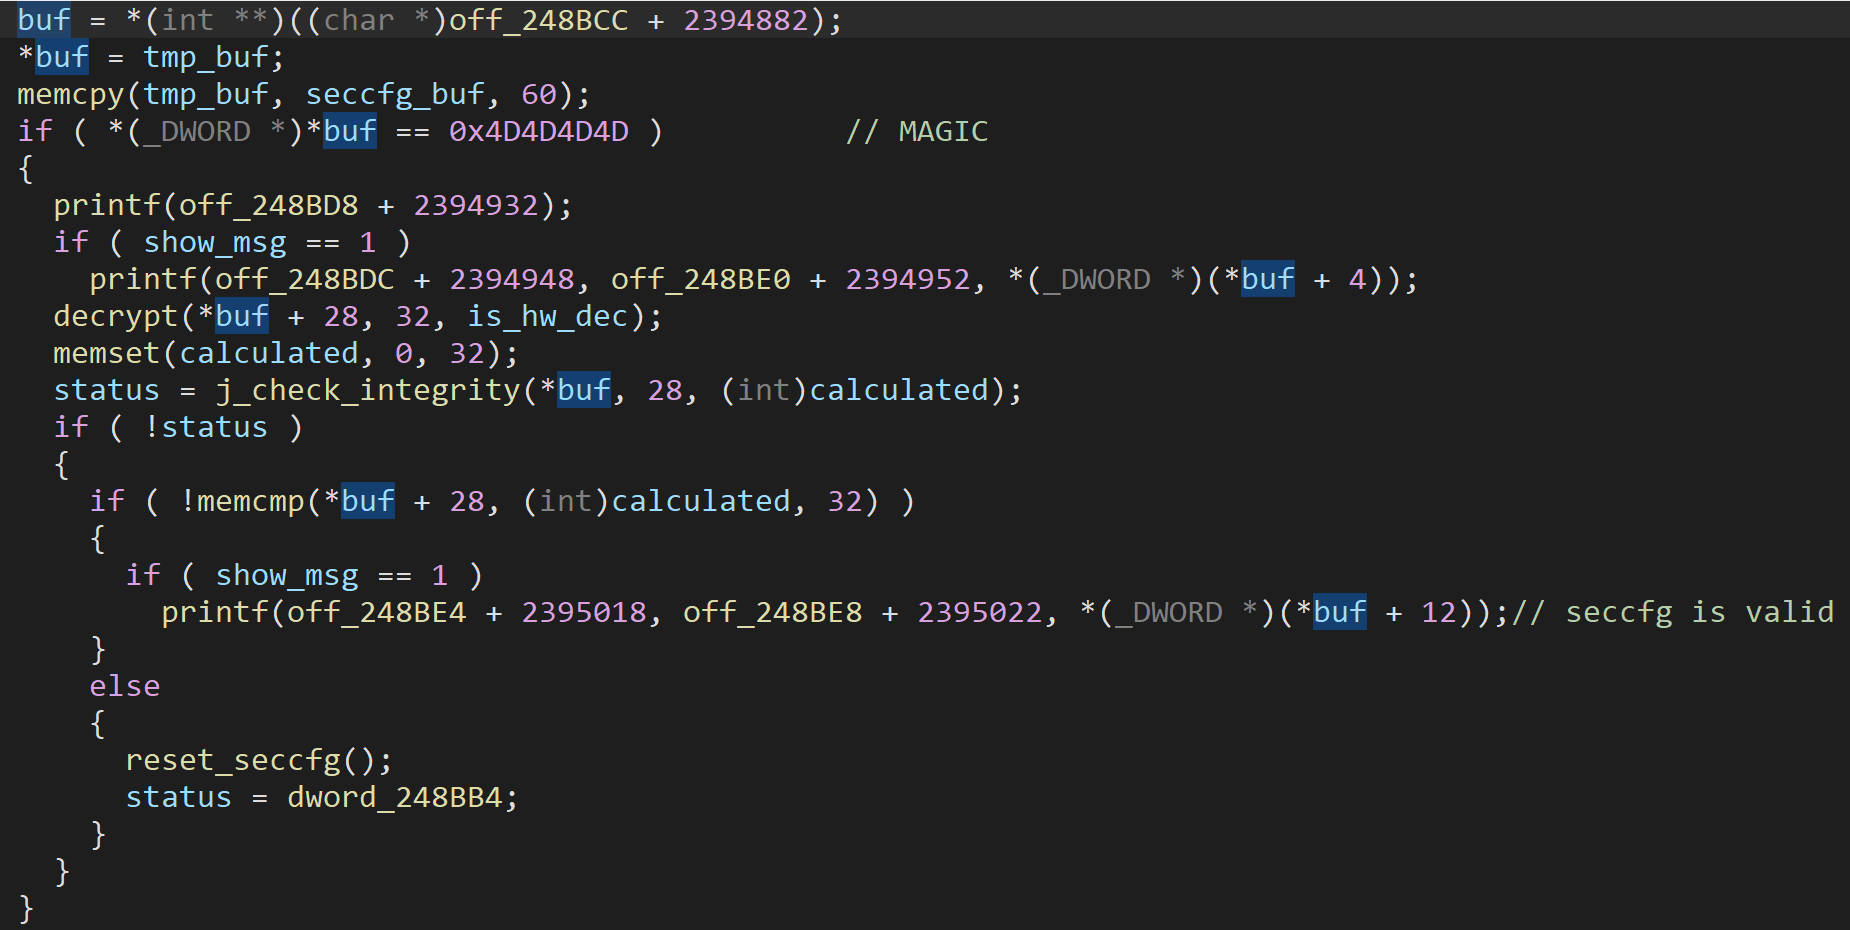 buf = *(int **)((char *)off_248BCC + 2394882);
*buf = tmp_buf;
memcpy(tmp_buf, seccfg_buf, 60);
if ( *(_DWORD *)*buf == 0x4D4D4D4D )          // MAGIC
{
  printf(off_248BD8 + 2394932);
  if ( show_msg == 1 )
    printf(off_248BDC + 2394948, off_248BE0 + 2394952, *(_DWORD *)(*buf + 4));
  decrypt(*buf + 28, 32, is_hw_dec);
  memset(calculated, 0, 32);
  status = j_check_integrity(*buf, 28, (int)calculated);
  if ( !status )
  {
    if ( !memcmp(*buf + 28, (int)calculated, 32) )
    {
      if ( show_msg == 1 )
        printf(off_248BE4 + 2395018, off_248BE8 + 2395022, *(_DWORD *)(*buf + 12));// seccfg is valid
    }
    else
    {
      reset_seccfg();
      status = dword_248BB4;
    }
  }
}